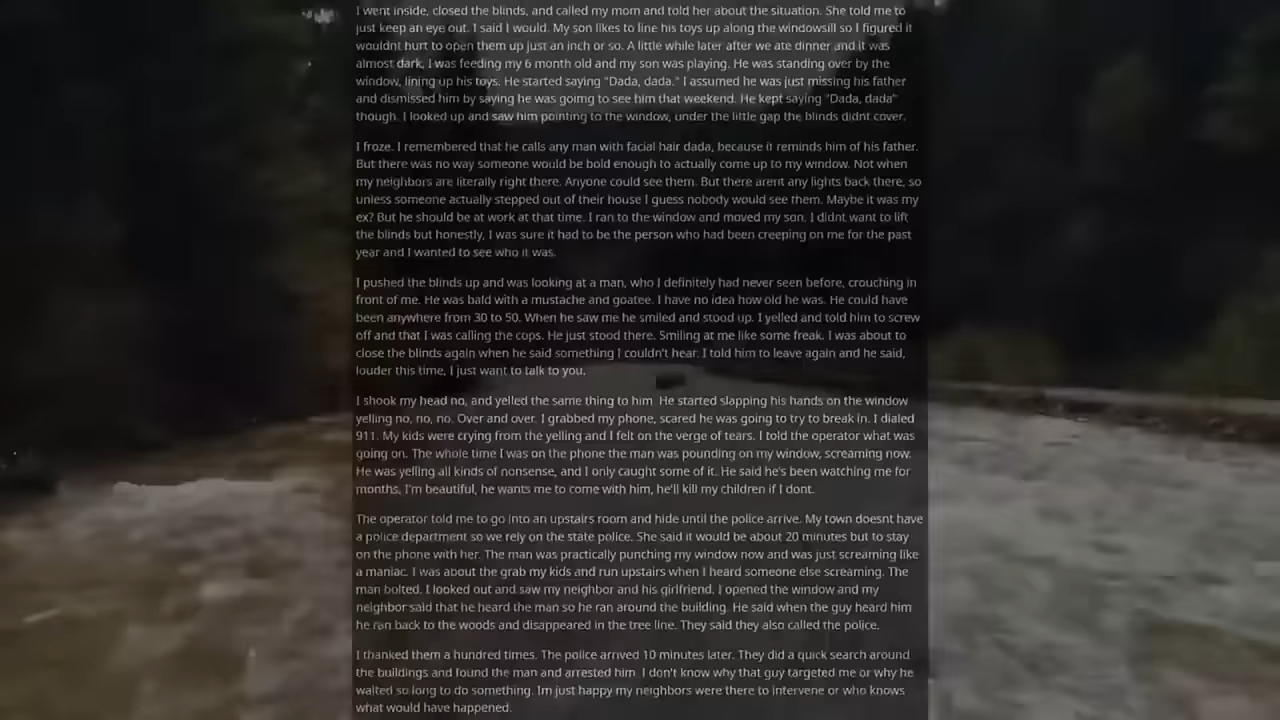 I went inside, closed the blinds, and called my mom and told her about the situation. She told me to
just keep an eye out. I said I would. My son likes to line his toys up along the windowsill so I figured it
wouldnt hurt to open them up just an inch or so. A little while later after we ate dinner and it was
almost dark, I was feeding my 6 month old and my son was playing. He was standing over by the
window, lining up his toys. He started saying "Dada, dada." I assumed he was just missing his father
and dismissed him by saying he was goimg to see him that weekend. He kept saying "Dada, dada"
though. I looked up and saw him pointing to the window, under the little gap the blinds didnt cover.
I froze. I remembered that he calls any man with facial hair dada, because it reminds him of his father.
But there was no way someone would be bold enough to actually come up to my window. Not when
my neighbors are literally right there. Anyone could see them. But there arent any lights back there, so
unless someone actually stepped out of their house I guess nobody would see them. Maybe it was my
ex? But he should be at work at that time. I ran to the window and moved my son. I didnt want to lift
the blinds but honestly, I was sure it had to be the person who had been creeping on me for the past
year and I wanted to see who it was.
I pushed the blinds up and was looking at a man, who I definitely had never seen before, crouching in
front of me. He was bald with a mustache and goatee. I have no idea how old he was. He could have
been anywhere from 30 to 50. When he saw me he smiled and stood up. I yelled and told him to screw
off and that I was calling the cops. He just stood there. Smiling at me like some freak. I was about to
close the blinds again when he said something I couldn't hear. I told him to leave again and he said,
louder this time, I just want to talk to you.
I shook my head no, and yelled the same thing to him. He started slapping his hands on the window
yelling no, no, no. Over and over. I grabbed my phone, scared he was going to try to break in. I dialed
911. My kids were crying from the yelling and I felt on the verge of tears. I told the operator what was
going on. The whole time I was on the phone the man was pounding on my window, screaming now.
He was yelling all kinds of nonsense, and I only caught some of it. He said he's been watching me for
months, I'm beautiful, he wants me to come with him, he'll kill my children if I dont.
The operator told me to go into an upstairs room and hide until the police arrive. My town doesnt have
a police department so we rely on the state police. She said it would be about 20 minutes but to stay
on the phone with her. The man was practically punching my window now and was just screaming like
a maniac. I was about the grab my kids and run upstairs when I heard someone else screaming. The
man bolted. I looked out and saw my neighbor and his girlfriend. I opened the window and my
neighbor said that he heard the man so he ran around the building. He said when the guy heard him
he ran back to the woods and disappeared in the tree line. They said they also called the police.
I thanked them a hundred times. The police arrived 10 minutes later. They did a quick search around
the buildings and found the man and arrested him. I don't know why that guy targeted me or why he
waited so long to do something. Im just happy my neighbors were there to intervene or who knows
what would have happened.